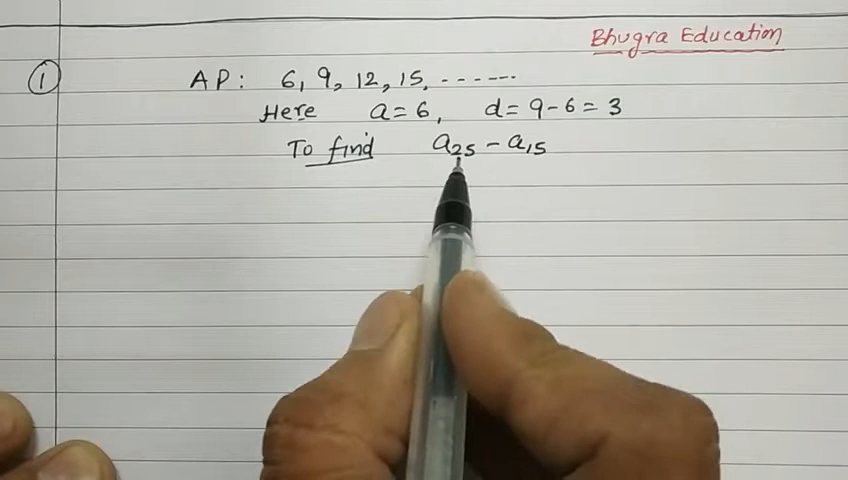 Bhugra Education
1 AP: 6, 9, 12, 15, ------
Here a = 6, d = 9 - 6 = 3
To find a25 - a15